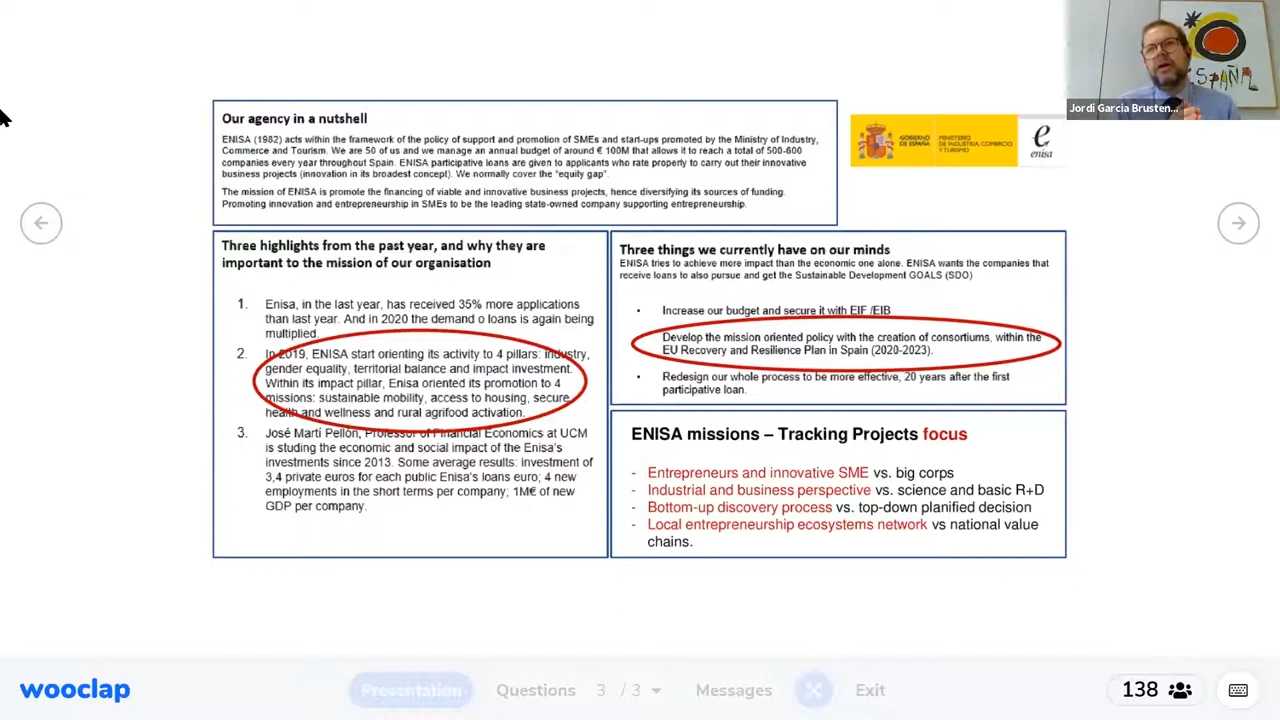 ESPAÑA
Jordi Garcia Brusten...
Our agency in a nutshell
ENISA (1982) acts within the framework of the policy of support and promotion of SMEs and start-ups promoted by the Ministry of Industry,
Commerce and Tourism. We are 50 of us and we manage an annual budget of around € 100M that allows it to reach a total of 500-600
companies every year throughout Spain. ENISA participative loans are given to applicants who rate properly to carry out their innovative
business projects (innovation in its broadest concept). We normally cover the "equity gap".
The mission of ENISA is promote the financing of viable and innovative business projects, hence diversifying its sources of funding.
Promoting innovation and entrepreneurship in SMEs to be the leading state-owned company supporting entrepreneurship.
GOBIERNO
DE ESPAÑA
MINISTERIO
DE INDUSTRIA, COMERCIO
Y TURISMO
e
enisa
Three highlights from the past year, and why they are
important to the mission of our organisation
1. Enisa, in the last year, has received 35% more applications
than last year. And in 2020 the demand o loans is again being
multiplied.
2. In 2019, ENISA start orienting its activity to 4 pillars: industry,
gender equality, territorial balance and impact investment.
Within its impact pillar, Enisa oriented its promotion to 4
missions: sustainable mobility, access to housing, secure
health and wellness and rural agrifood activation.
3. José Martí Pellón, Professor of Financial Economics at UCM
is studing the economic and social impact of the Enisa's
investments since 2013. Some average results: investment of
3,4 private euros for each public Enisa's loans euro; 4 new
employments in the short terms per company; 1M€ of new
GDP per company.
Three things we currently have on our minds
ENISA tries to achieve more impact than the economic one alone. ENISA wants the companies that
receive loans to also pursue and get the Sustainable Development GOALS (SDO)
• Increase our budget and secure it with EIF /EIB
Develop the mission oriented policy with the creation of consortiums, within the
EU Recovery and Resilience Plan in Spain (2020-2023).
• Redesign our whole process to be more effective, 20 years after the first
participative loan.
ENISA missions – Tracking Projects focus
- Entrepreneurs and innovative SME vs. big corps
- Industrial and business perspective vs. science and basic R+D
- Bottom-up discovery process vs. top-down planified decision
- Local entrepreneurship ecosystems network vs national value
chains.
wooclap
Presentation
Questions 3 / 3
Messages
Exit
138